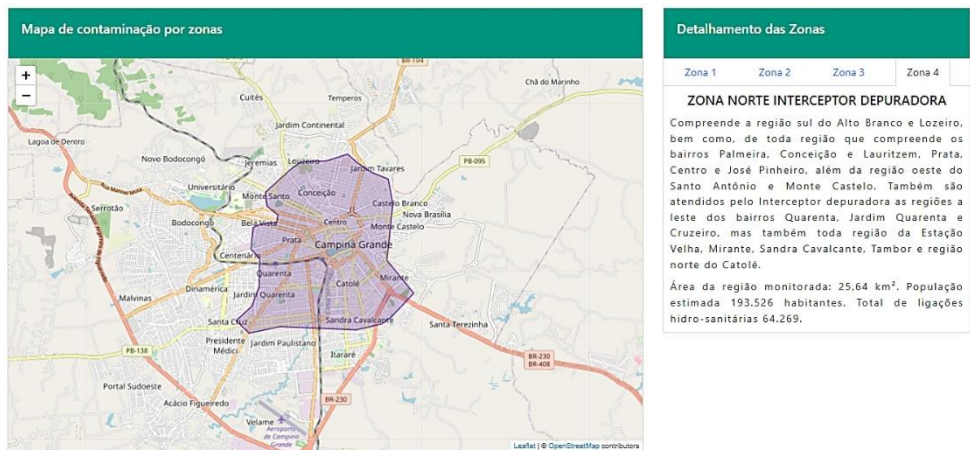 Mapa de contaminação por zonas
+
−
BR-104
Chã do Marinho
Cuités
Temperos
Jardim Continental
Lagoa de Dentro
Novo Bodocongó
Jeremias
Louzeiro
Jardim Tavares
PB-095
Rua Manoel Mota
Universitário
Monte Santo
Conceição
Castelo Branco
Serrotão
Nova Brasília
Bodocongó
Bela Vista
Centro
Monte Castelo
Prata
Campina Grande
Centenário
Quarenta
Mirante
Dinamérica
Catolé
Malvinas
Jardim Quarenta
Santa Cruz
Sandra Cavalcante
Santa Terezinha
Presidente
Médici
Jardim Paulistano
PB-138
Itararé
BR-230
BR-408
Portal Sudoeste
Acácio Figueiredo
BR-230
Velame
Aeroporto
de Campina
Grande
Leaflet | © OpenStreetMap contributors
Detalhamento das Zonas
Zona 1 Zona 2 Zona 3 Zona 4
ZONA NORTE INTERCEPTOR DEPURADORA
Compreende a região sul do Alto Branco e Lozeiro,
bem como, de toda região que compreende os
bairros Palmeira, Conceição e Lauritzem, Prata,
Centro e José Pinheiro, além da região oeste do
Santo Antônio e Monte Castelo. Também são
atendidos pelo Interceptor depuradora as regiões a
leste dos bairros Quarenta, Jardim Quarenta e
Cruzeiro, mas também toda região da Estação
Velha, Mirante, Sandra Cavalcante, Tambor e região
norte do Catolé.
Área da região monitorada: 25,64 km². População
estimada 193.526 habitantes. Total de ligações
hidro-sanitárias 64.269.